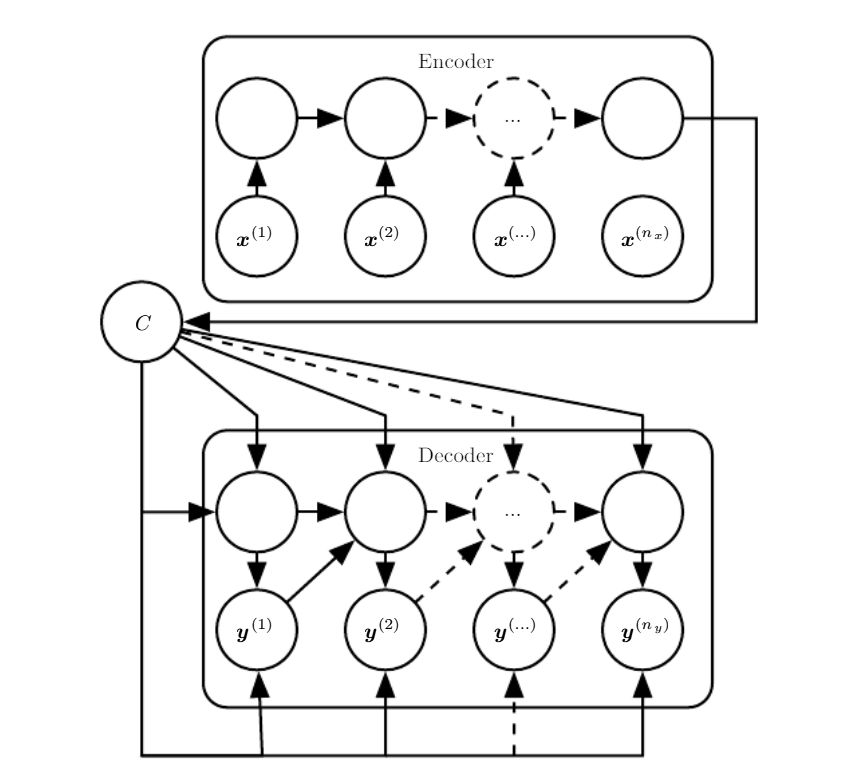 Encoder
...
x^(1) x^(2) x^(...) x^(n_x)
C
Decoder
...
y^(1) y^(2) y^(...) y^(n_y)